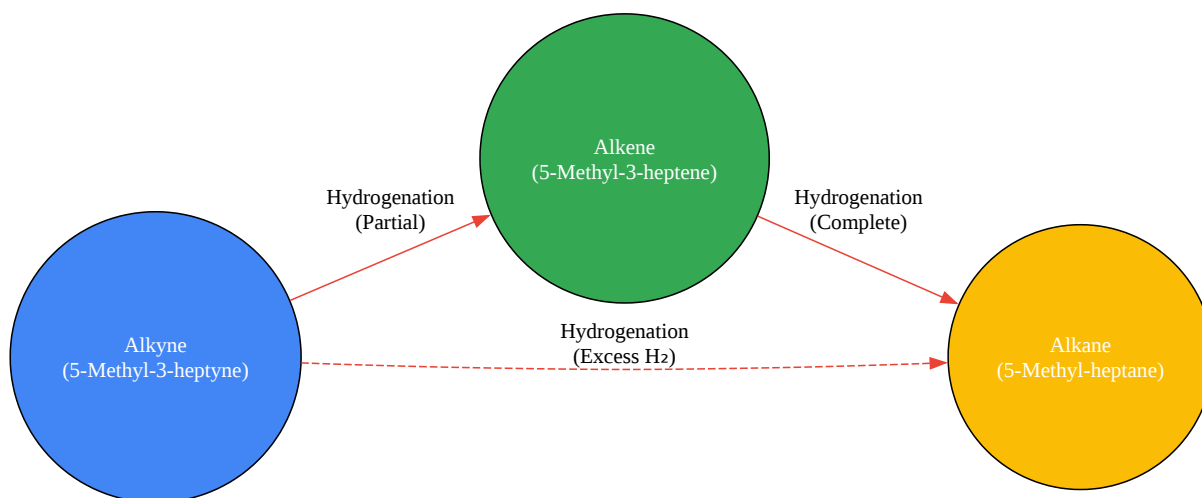 Alkene
(5-Methyl-3-heptene)
Hydrogenation
(Partial)
Hydrogenation
(Complete)
Hydrogenation
(Excess H₂)
Alkyne
(5-Methyl-3-heptyne)
Alkane
(5-Methyl-heptane)